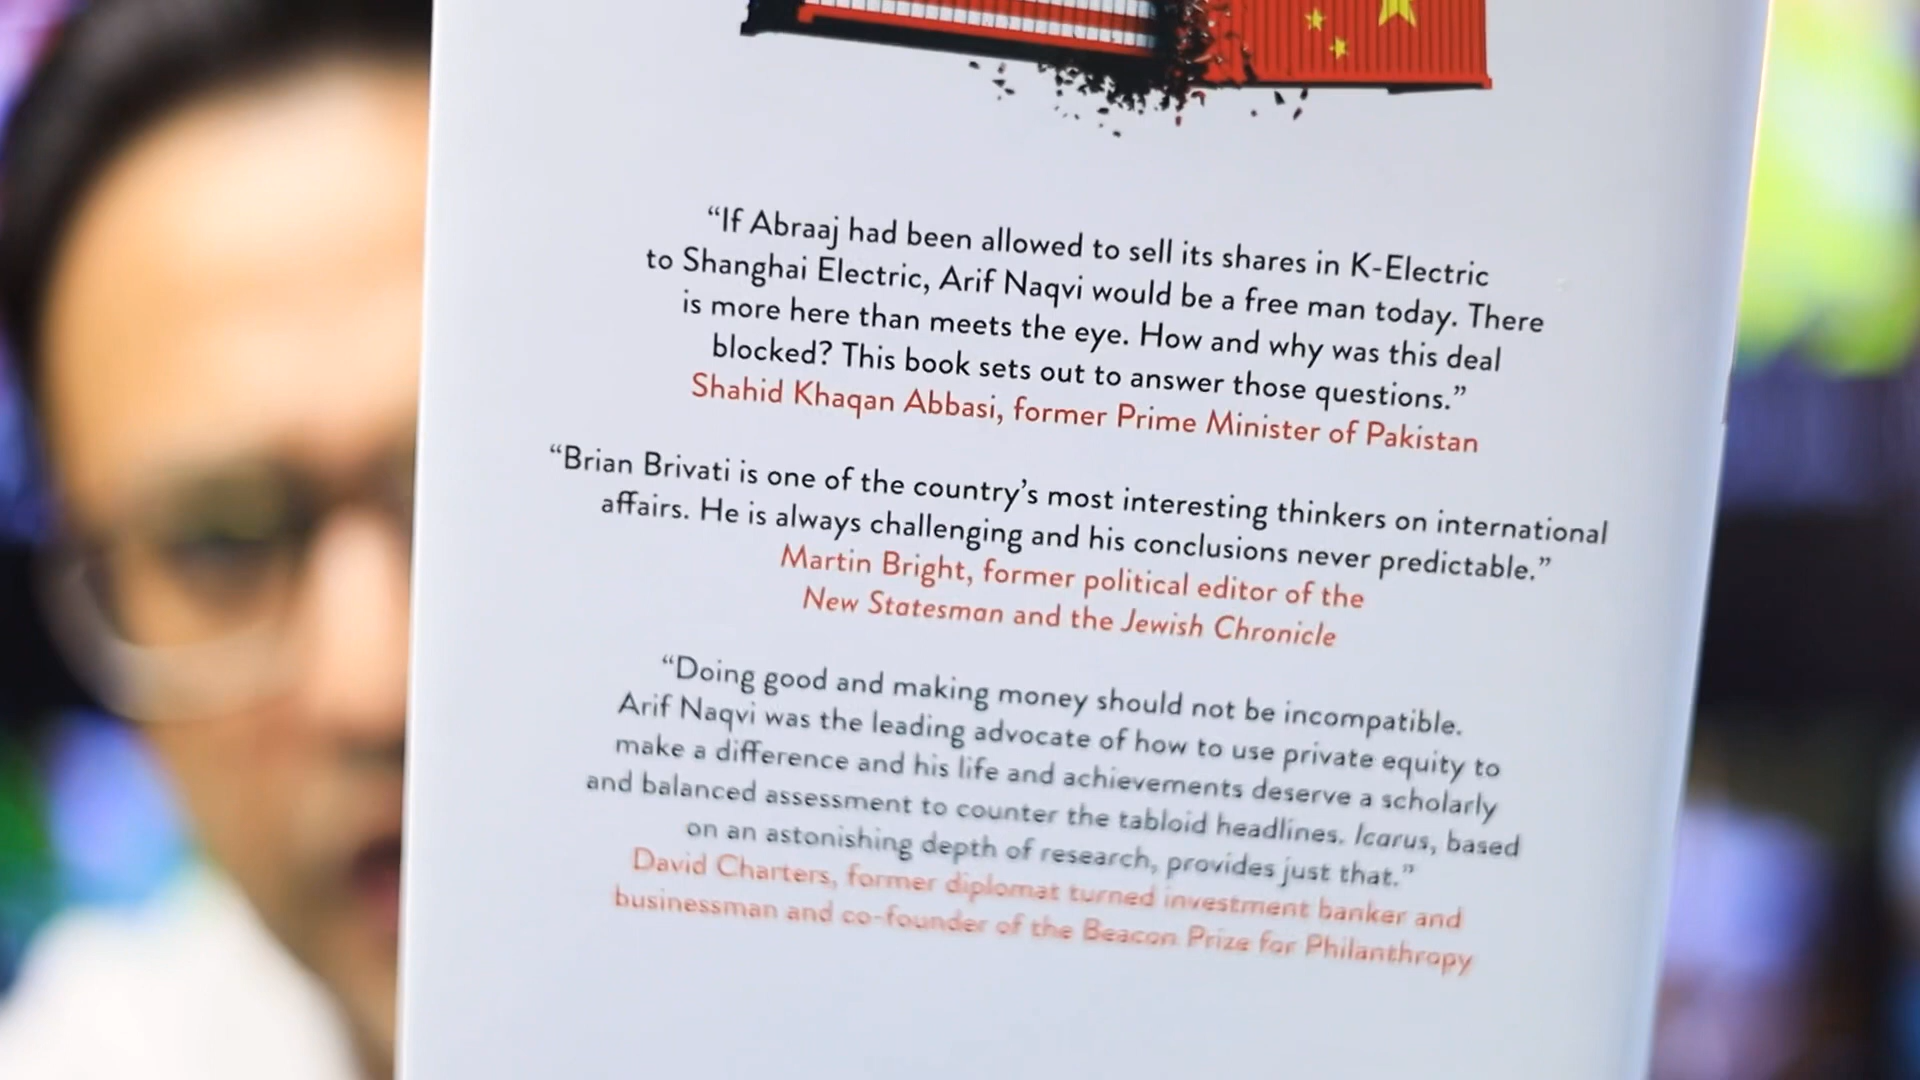 “If Abraaj had been allowed to sell its shares in K-Electric
to Shanghai Electric, Arif Naqvi would be a free man today. There
is more here than meets the eye. How and why was this deal
blocked? This book sets out to answer those questions.”
Shahid Khaqan Abbasi, former Prime Minister of Pakistan
“Brian Brivati is one of the country’s most interesting thinkers on international
affairs. He is always challenging and his conclusions never predictable.”
Martin Bright, former political editor of the
New Statesman and the Jewish Chronicle
“Doing good and making money should not be incompatible.
Arif Naqvi was the leading advocate of how to use private equity to
make a difference and his life and achievements deserve a scholarly
and balanced assessment to counter the tabloid headlines. Icarus, based
on an astonishing depth of research, provides just that.”
David Charters, former diplomat turned investment banker and
businessman and co-founder of the Beacon Prize for Philanthropy